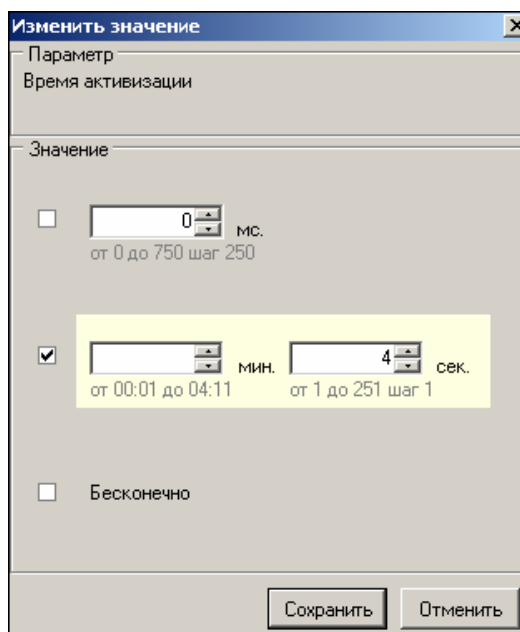 Изменить значение
Параметр
Время активизации
Значение
0 мс.
от 0 до 750 шаг 250
мин. 4 сек.
от 00:01 до 04:11 от 1 до 251 шаг 1
Бесконечно
Сохранить Отменить